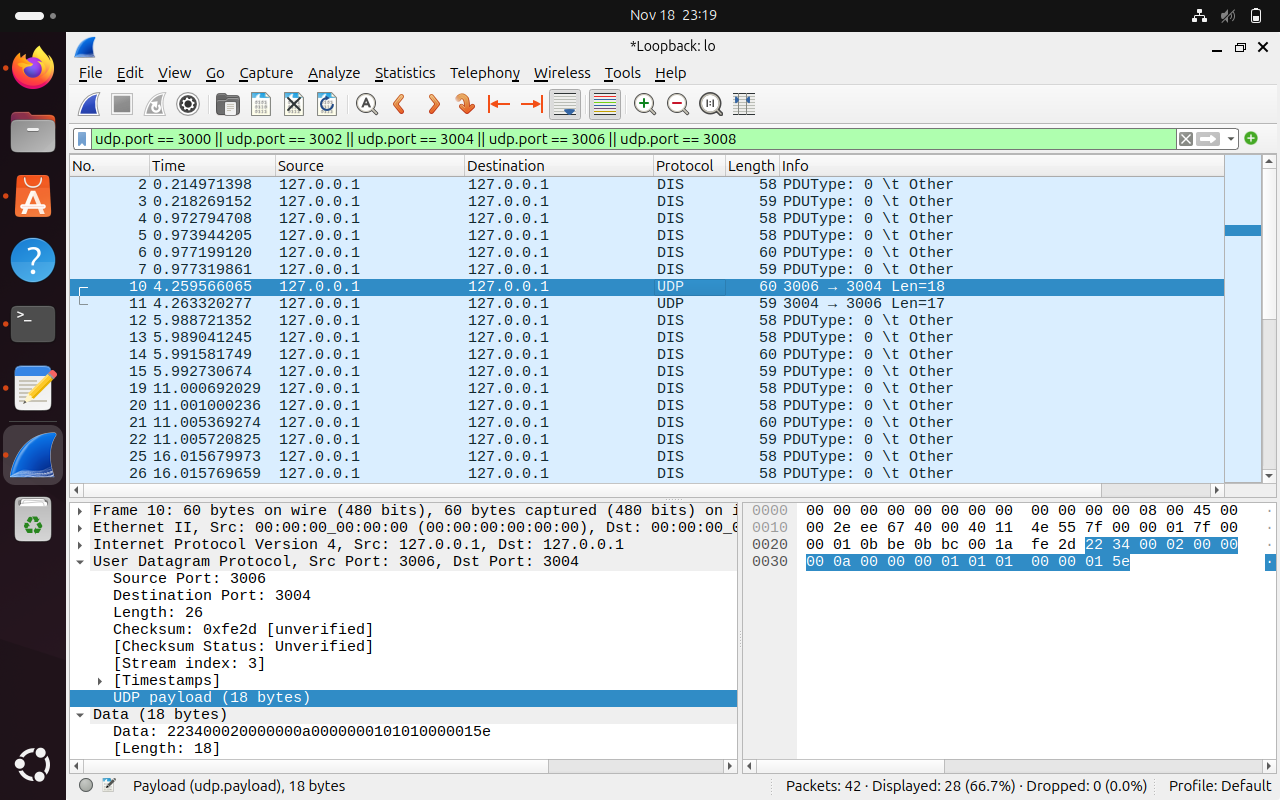 Nov 18 23:19
*Loopback: lo
File Edit View Go Capture Analyze Statistics Telephony Wireless Tools Help
udp.port == 3000 || udp.port == 3002 || udp.port == 3004 || udp.port == 3006 || udp.port == 3008
No. Time Source Destination Protocol Length Info
2 0.214971398 127.0.0.1 127.0.0.1 DIS 58 PDUType: 0 \t Other
3 0.218269152 127.0.0.1 127.0.0.1 DIS 59 PDUType: 0 \t Other
4 0.972794708 127.0.0.1 127.0.0.1 DIS 58 PDUType: 0 \t Other
5 0.973944205 127.0.0.1 127.0.0.1 DIS 58 PDUType: 0 \t Other
6 0.977199120 127.0.0.1 127.0.0.1 DIS 60 PDUType: 0 \t Other
7 0.977319861 127.0.0.1 127.0.0.1 DIS 59 PDUType: 0 \t Other
10 4.259566065 127.0.0.1 127.0.0.1 UDP 60 3006 → 3004 Len=18
11 4.263320277 127.0.0.1 127.0.0.1 UDP 59 3004 → 3006 Len=17
12 5.988721352 127.0.0.1 127.0.0.1 DIS 58 PDUType: 0 \t Other
13 5.989041245 127.0.0.1 127.0.0.1 DIS 58 PDUType: 0 \t Other
14 5.991581749 127.0.0.1 127.0.0.1 DIS 60 PDUType: 0 \t Other
15 5.992730674 127.0.0.1 127.0.0.1 DIS 59 PDUType: 0 \t Other
19 11.000692029 127.0.0.1 127.0.0.1 DIS 58 PDUType: 0 \t Other
20 11.001000236 127.0.0.1 127.0.0.1 DIS 58 PDUType: 0 \t Other
21 11.005369274 127.0.0.1 127.0.0.1 DIS 60 PDUType: 0 \t Other
22 11.005720825 127.0.0.1 127.0.0.1 DIS 59 PDUType: 0 \t Other
25 16.015679973 127.0.0.1 127.0.0.1 DIS 58 PDUType: 0 \t Other
26 16.015769659 127.0.0.1 127.0.0.1 DIS 58 PDUType: 0 \t Other
Frame 10: 60 bytes on wire (480 bits), 60 bytes captured (480 bits) on i
Ethernet II, Src: 00:00:00_00:00:00 (00:00:00:00:00:00), Dst: 00:00:00_0
Internet Protocol Version 4, Src: 127.0.0.1, Dst: 127.0.0.1
User Datagram Protocol, Src Port: 3006, Dst Port: 3004
Source Port: 3006
Destination Port: 3004
Length: 26
Checksum: 0xfe2d [unverified]
[Checksum Status: Unverified]
[Stream index: 3]
[Timestamps]
UDP payload (18 bytes)
Data (18 bytes)
Data: 223400020000000a0000000101010000015e
[Length: 18]
0000 00 00 00 00 00 00 00 00 00 00 00 00 08 00 45 00
0010 00 2e ee 67 40 00 40 11 4e 55 7f 00 00 01 7f 00
0020 00 01 0b be 0b bc 00 1a fe 2d 22 34 00 02 00 00
0030 00 0a 00 00 00 01 01 01 00 00 01 5e
Payload (udp.payload), 18 bytes
Packets: 42 · Displayed: 28 (66.7%) · Dropped: 0 (0.0%)
Profile: Default